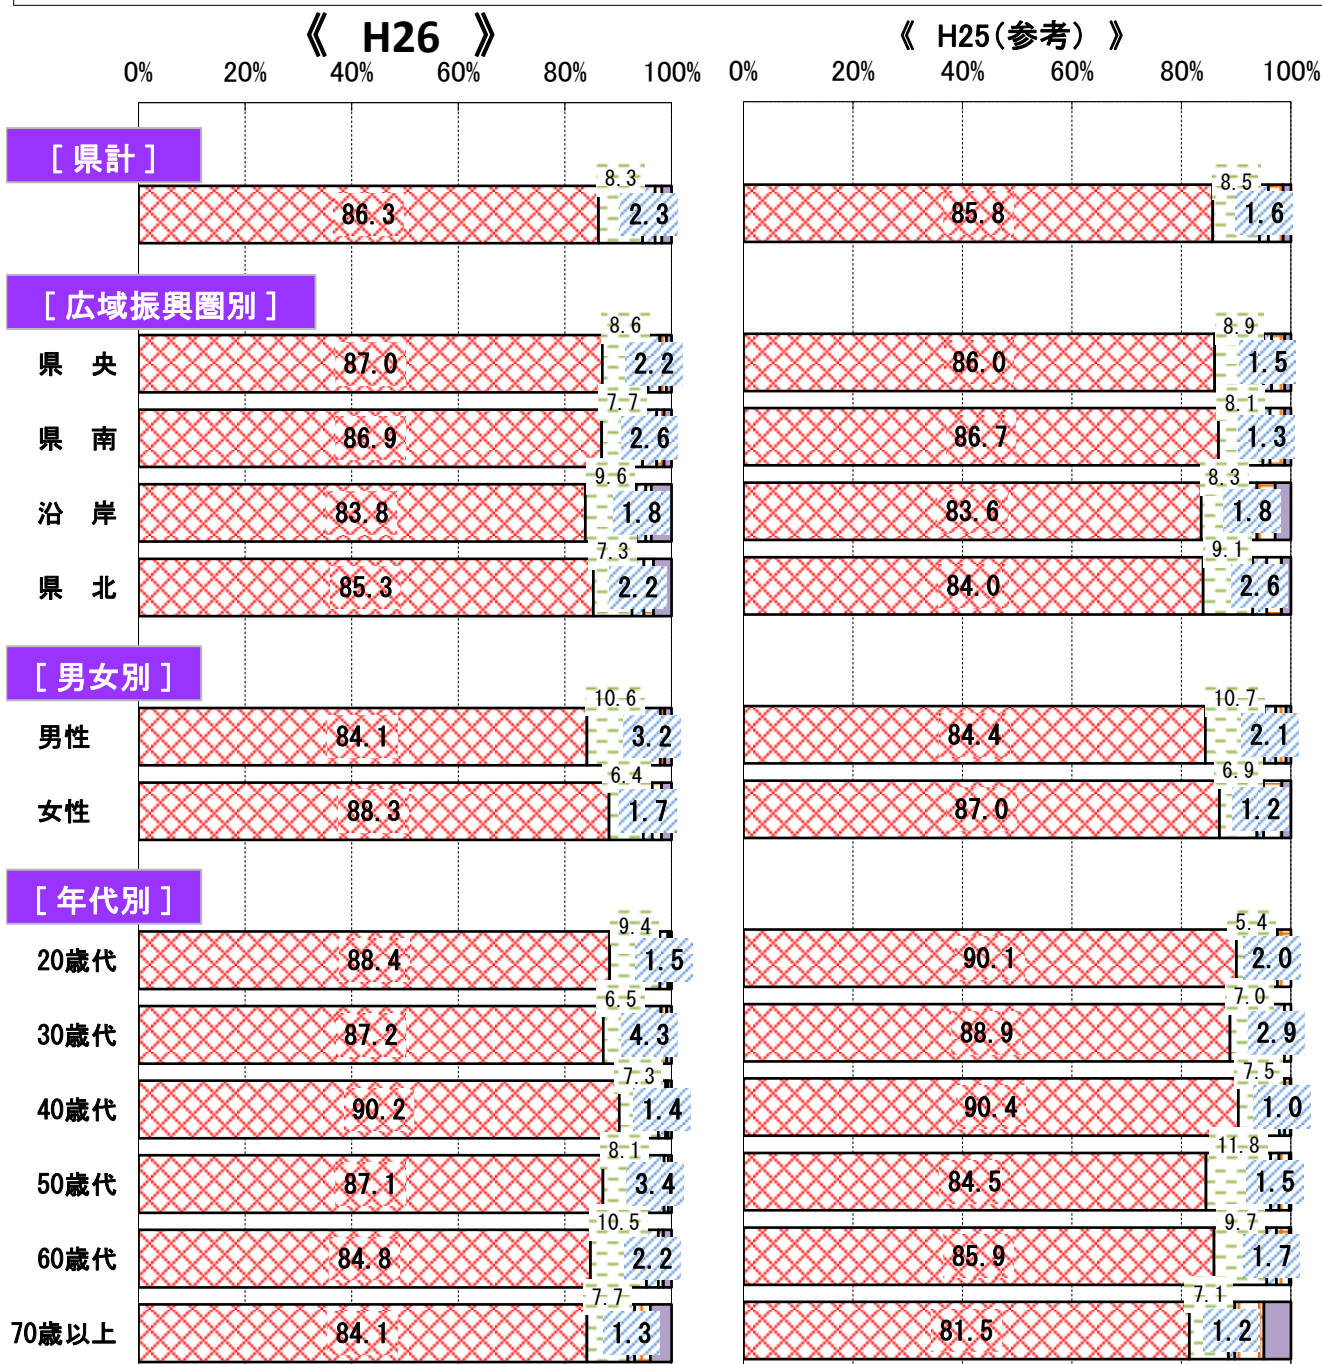 《 H26 》
《 H25（参考） 》
0% 20% 40% 60% 80% 100%
0% 20% 40% 60% 80% 100%
[ 県計 ]
8.3 8.5
86.3 2.3 85.8 1.6
[ 広域振興圏別 ]
8.6 8.9
県 央 87.0 2.2 86.0 1.5
7.7 8.1
県 南 86.9 2.6 86.7 1.3
9.6 8.3
沿 岸 83.8 1.8 83.6 1.8
7.3 9.1
県 北 85.3 2.2 84.0 2.6
[ 男女別 ]
10.6 10.7
男性 84.1 3.2 84.4 2.1
6.4 6.9
女性 88.3 1.7 87.0 1.2
[ 年代別 ]
9.4 5.4
20歳代 88.4 1.5 90.1 2.0
6.5 7.0
30歳代 87.2 4.3 88.9 2.9
7.3 7.5
40歳代 90.2 1.4 90.4 1.0
8.1 11.8
50歳代 87.1 3.4 84.5 1.5
10.5 9.7
60歳代 84.8 2.2 85.9 1.7
7.7 7.1
70歳以上 84.1 1.3 81.5 1.2